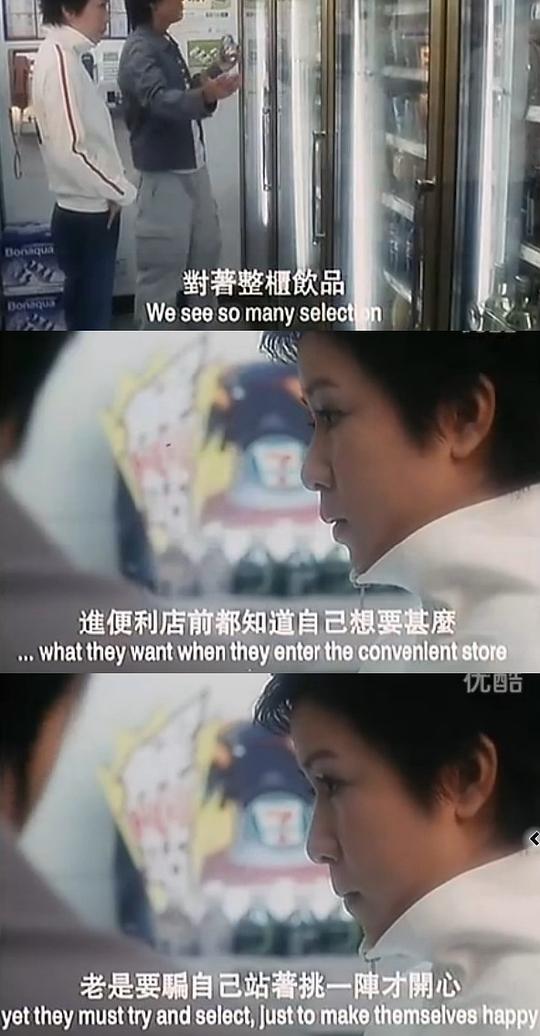 Bonaqua
Bonaqua
對著整櫃飲品
We see so many selection
7
進便利店前都知道自己想要甚麼
... what they want when they enter the convenient store
优酷
7
老是要騙自己站著挑一陣才開心
yet they must try and select, just to make themselves happy